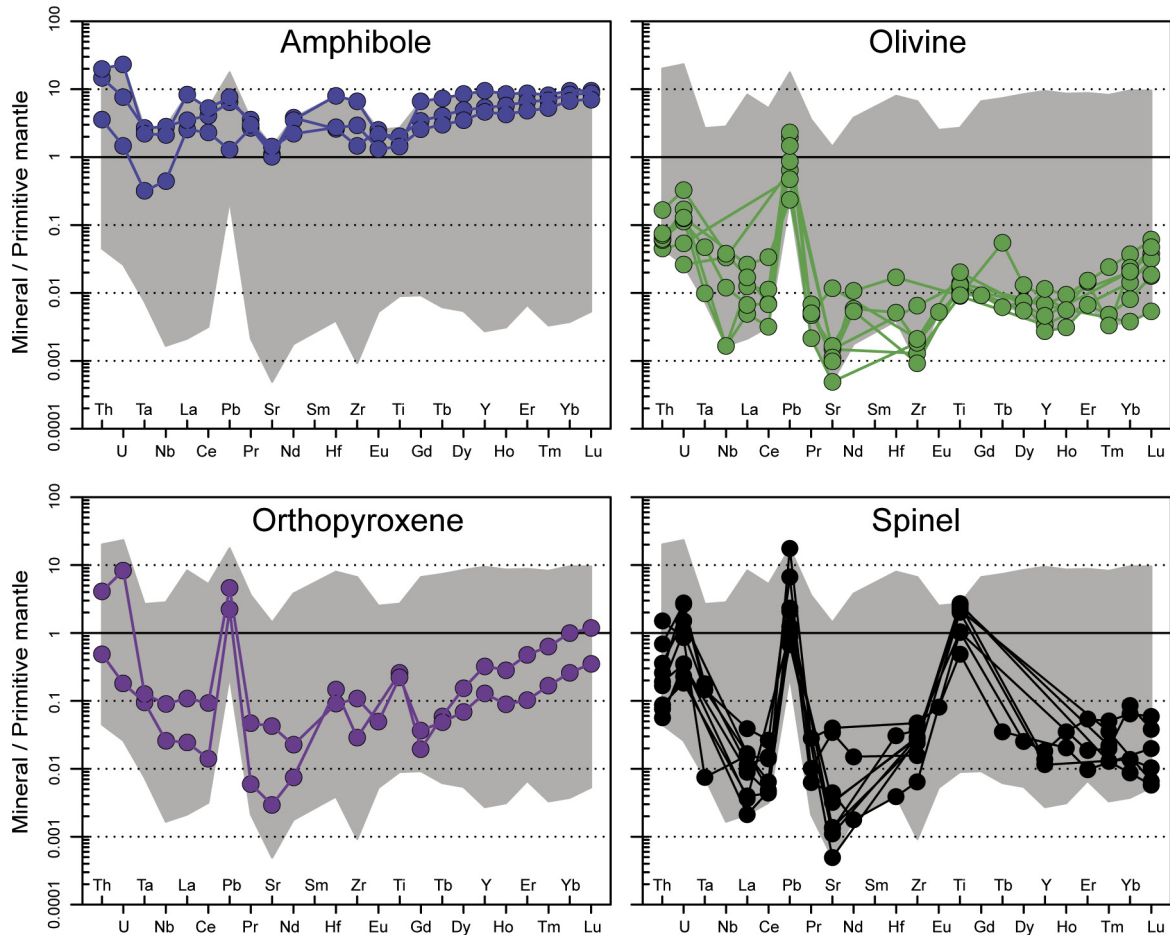 Amphibole
Mineral / Primitive mantle
100
10
1
0.1
0.01
0.001
0.0001
Th Ta La Pb Sr Sm Zr Ti Tb Y Er Yb
U Nb Ce Pr Nd Hf Eu Gd Dy Ho Tm Lu
Olivine
Th Ta La Pb Sr Sm Zr Ti Tb Y Er Yb
U Nb Ce Pr Nd Hf Eu Gd Dy Ho Tm Lu
Orthopyroxene
Mineral / Primitive mantle
100
10
1
0.1
0.01
0.001
0.0001
Th Ta La Pb Sr Sm Zr Ti Tb Y Er Yb
U Nb Ce Pr Nd Hf Eu Gd Dy Ho Tm Lu
Spinel
Th Ta La Pb Sr Sm Zr Ti Tb Y Er Yb
U Nb Ce Pr Nd Hf Eu Gd Dy Ho Tm Lu